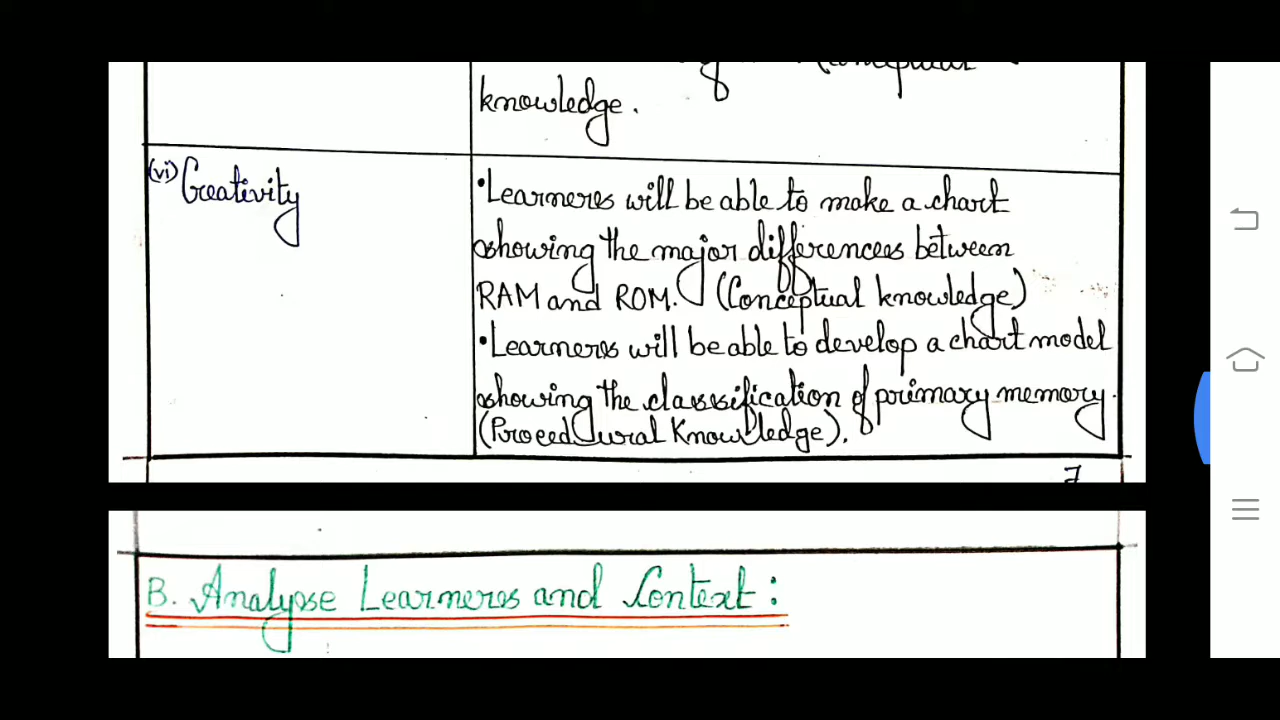 knowledge.
(vi) Creativity
•Learners will be able to make a chart
showing the major differences between
RAM and ROM. (Conceptual knowledge)
•Learners will be able to develop a chart model
showing the classification of primary memory.
(Procedural Knowledge).
7
B. Analyse Learners and Context: